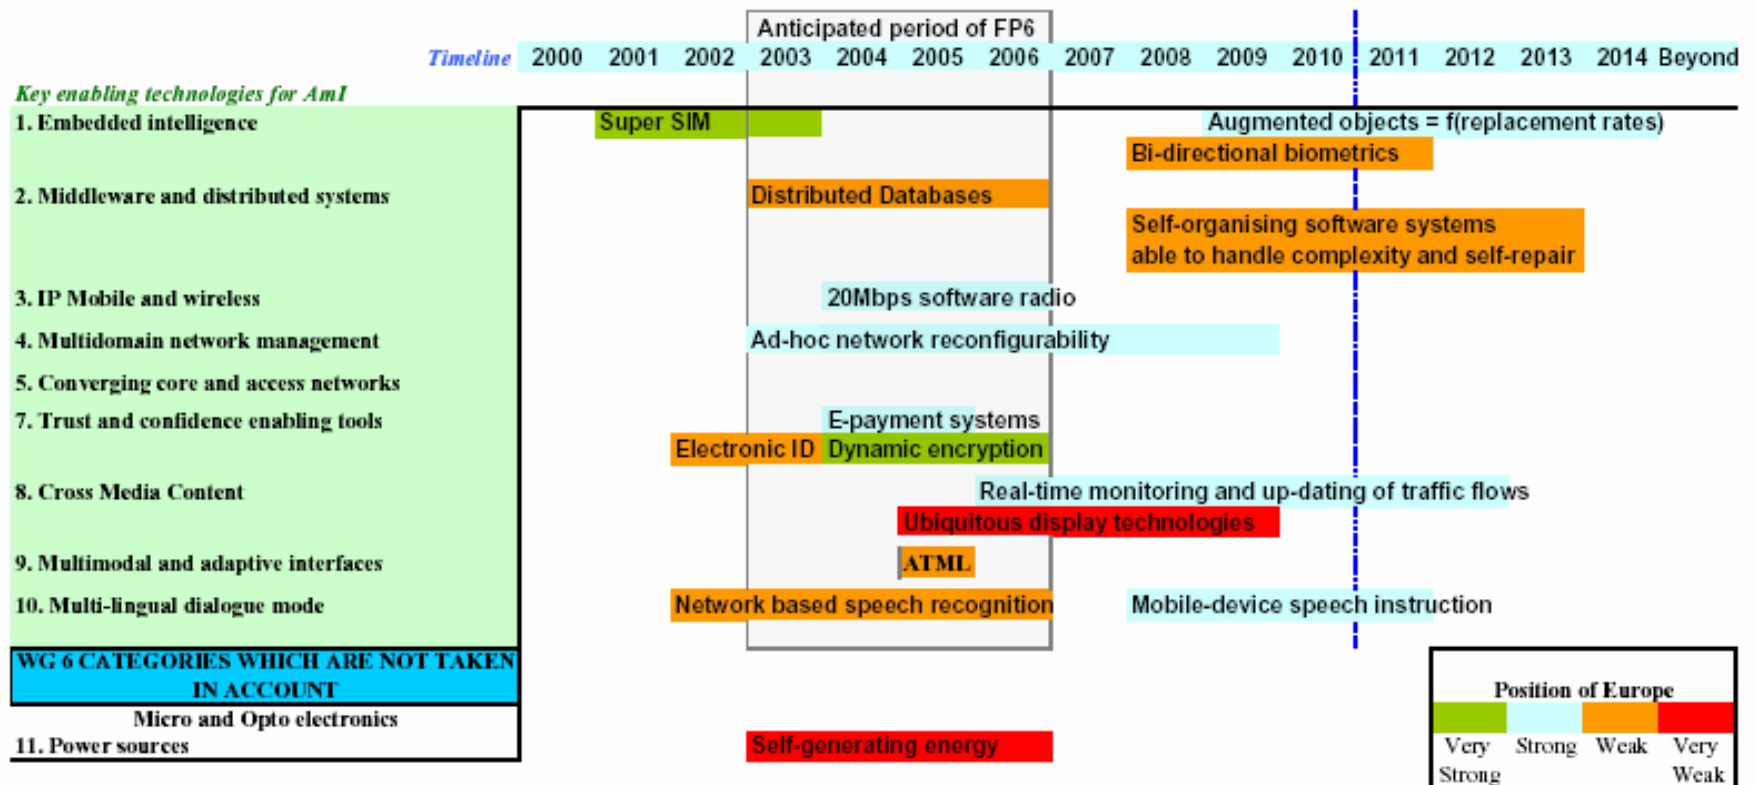 Anticipated period of FP6
Timeline 2000 2001 2002 2003 2004 2005 2006 2007 2008 2009 2010 2011 2012 2013 2014 Beyond
Key enabling technologies for AmI
1. Embedded intelligence Super SIM Augmented objects = f(replacement rates)
Bi-directional biometrics
2. Middleware and distributed systems Distributed Databases
Self-organising software systems
able to handle complexity and self-repair
3. IP Mobile and wireless 20Mbps software radio
4. Multidomain network management Ad-hoc network reconfigurability
5. Converging core and access networks
7. Trust and confidence enabling tools E-payment systems
Electronic ID Dynamic encryption
8. Cross Media Content Real-time monitoring and up-dating of traffic flows
Ubiquitous display technologies
9. Multimodal and adaptive interfaces ATML
10. Multi-lingual dialogue mode Network based speech recognition Mobile-device speech instruction
WG 6 CATEGORIES WHICH ARE NOT TAKEN
IN ACCOUNT
Micro and Opto electronics
11. Power sources Self-generating energy
Position of Europe
Very Strong Weak Very
Strong Weak